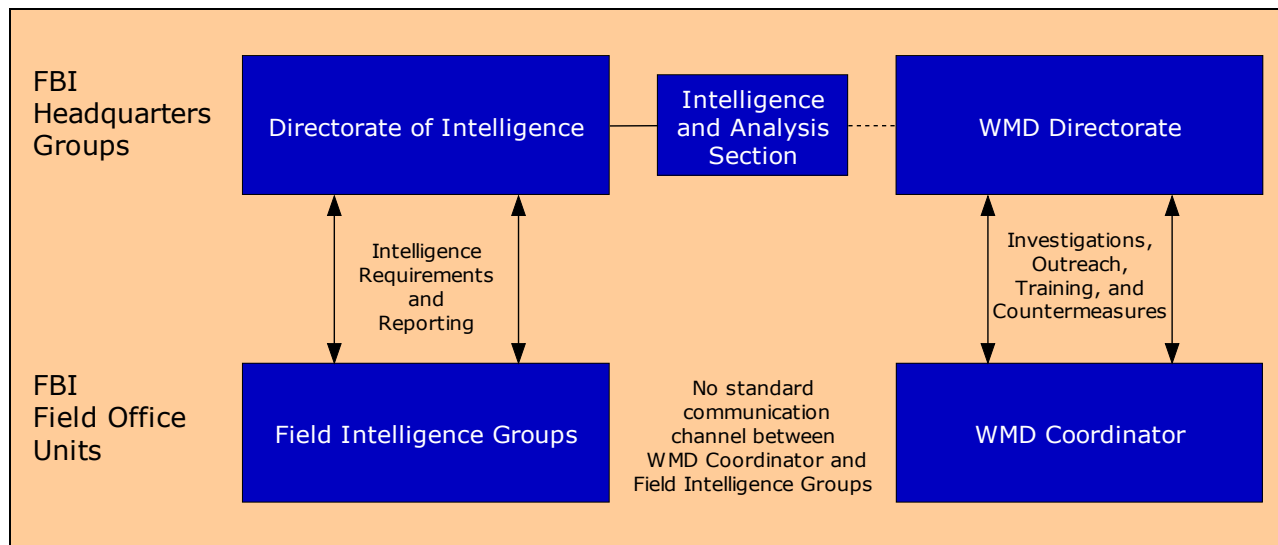 FBI
Headquarters
Groups
Directorate of Intelligence
Intelligence
and Analysis
Section
WMD Directorate
Intelligence
Requirements
and
Reporting
Investigations,
Outreach,
Training, and
Countermeasures
FBI
Field Office
Units
Field Intelligence Groups
No standard
communication
channel between
WMD Coordinator and
Field Intelligence Groups
WMD Coordinator